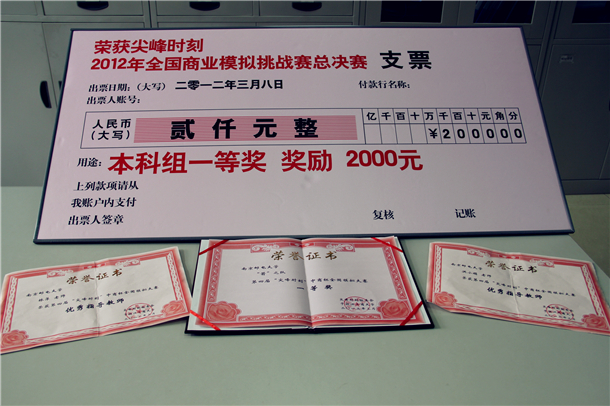 荣获尖峰时刻
2012年全国商业模拟挑战赛总决赛 支票
出票日期：（大写） 二零一二年三月八日 付款行名称：
出票人账号：
人民币
（大写）
贰仟元整
亿千百十万千百十元角分
¥200000
用途： 本科组一等奖 奖励 2000元
上列款项请从
我账户内支付
出票人签章 复核 记账
荣誉证书
优秀指导教师
荣誉证书
一等奖
荣誉证书
优秀指导教师